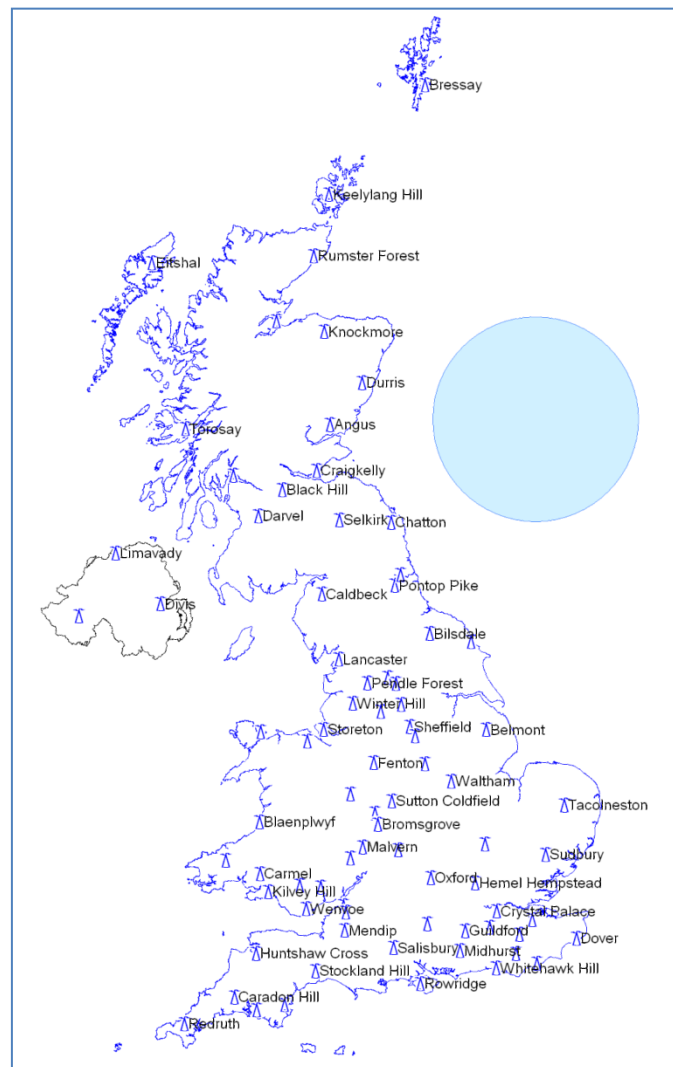 Bressay
Keelylang Hill
Rumster Forest
Eitshal
Knockmore
Durris
Angus
Torosay
Craigkelly
Black Hill
Darvel
Selkirk
Chatton
Limavady
Pontop Pike
Caldbeck
Divis
Bilsdale
Lancaster
Pendle Forest
Winter Hill
Storeton
Sheffield
Belmont
Fenton
Waltham
Sutton Coldfield
Tacolneston
Blaenplwyf
Bromsgrove
Malvern
Sudbury
Carmel
Oxford
Hemel Hempstead
Kilvey Hill
Wenvoe
Crystal Palace
Mendip
Guildford
Dover
Huntshaw Cross
Salisbury
Midhurst
Stockland Hill
Whitehawk Hill
Rowridge
Caradon Hill
Redruth